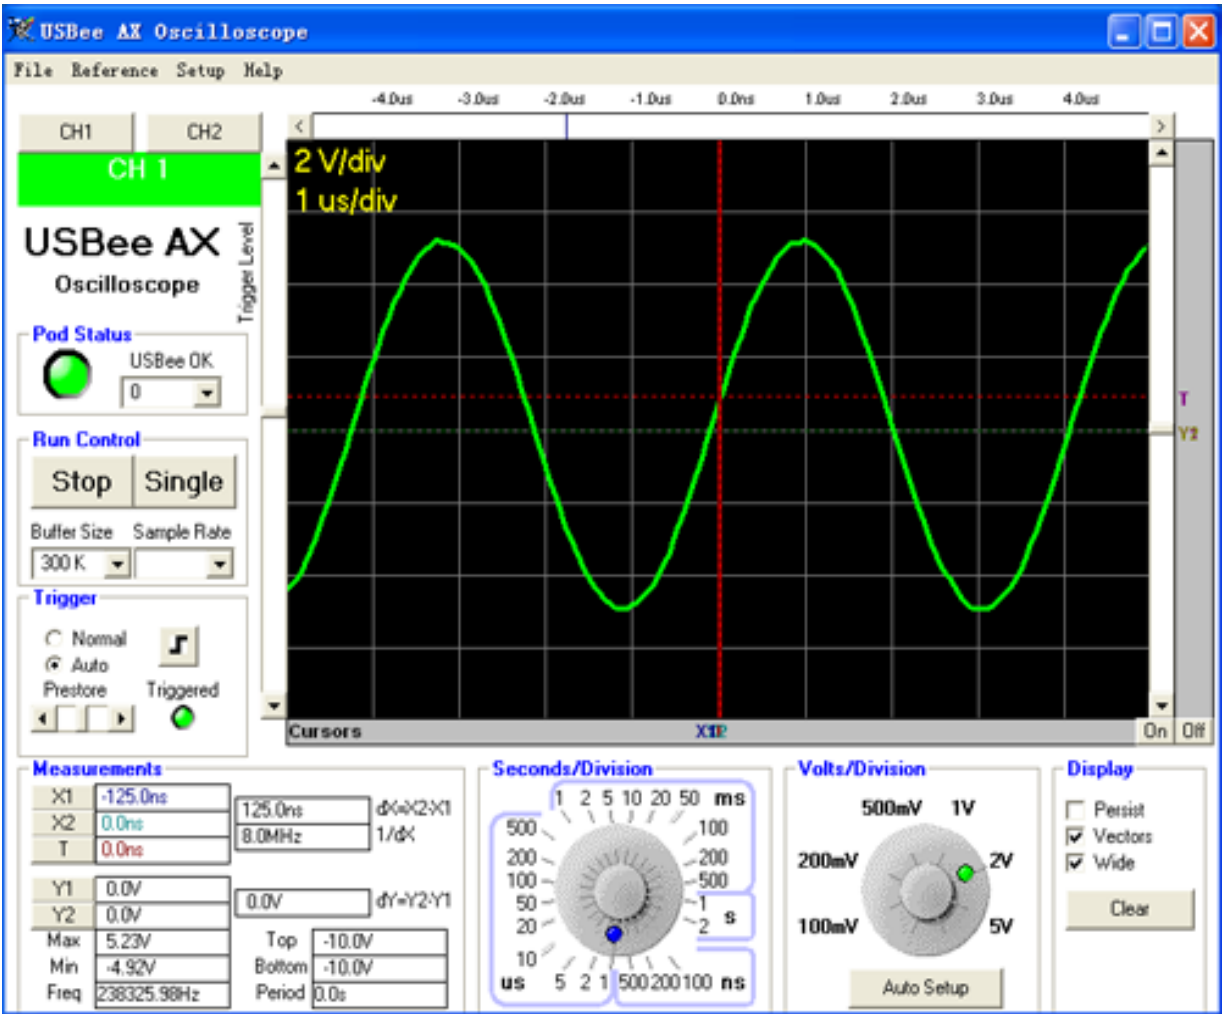 USBee AX Oscilloscope
File Reference Setup Help
-4.0us -3.0us -2.0us -1.0us 0.0ns 1.0us 2.0us 3.0us 4.0us
CH1 CH2
CH 1
2 V/div
1 us/div
USBee AX
Oscilloscope
Trigger Level
Pod Status
USBee OK
0
T
Run Control
Stop Single
Buffer Size Sample Rate
300 K
Trigger
Normal
Auto
Prestore Triggered
Cursors
On Off
Measurements
X1 -125.0ns
X2 0.0ns
T 0.0ns
125.0ns dX=X2-X1
8.0MHz 1/dX
Y1 0.0V
Y2 0.0V
0.0V dY=Y2-Y1
Max 5.23V
Min -4.92V
Freq 238325.98Hz
Top -10.0V
Bottom -10.0V
Period 0.0s
Seconds/Division
1 2 5 10 20 50 ms
500 100
200 200
100 500
50 1
20 2 s
10
us 5 2 1 500 200 100 ns
Volts/Division
500mV 1V
200mV 2V
100mV 5V
Auto Setup
Display
Persist
Vectors
Wide
Clear